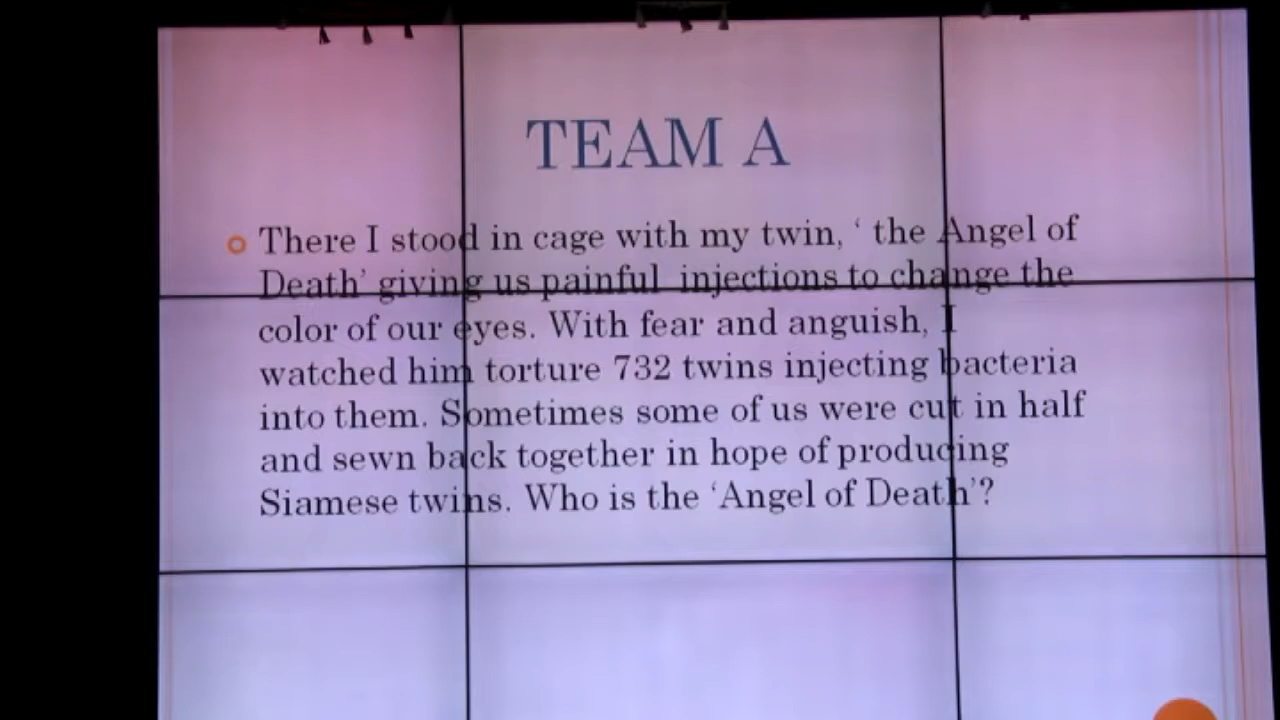 TEAM A
There I stood in cage with my twin, ‘ the Angel of
Death’ giving us painful  injections to change the
color of our eyes. With fear and anguish, I
watched him torture 732 twins injecting bacteria
into them. Sometimes some of us were cut in half
and sewn back together in hope of producing
Siamese twins. Who is the ‘Angel of Death’?